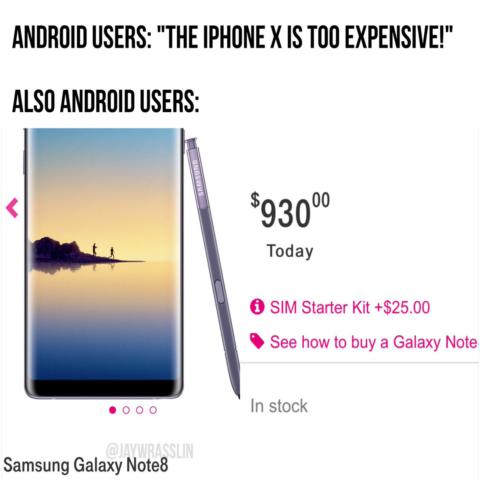 ANDROID USERS: "THE IPHONE X IS TOO EXPENSIVE!"
ALSO ANDROID USERS:
SAMSUNG
$930.00
Today
SIM Starter Kit +$25.00
See how to buy a Galaxy Note
In stock
@JAYWRASSLIN
Samsung Galaxy Note8